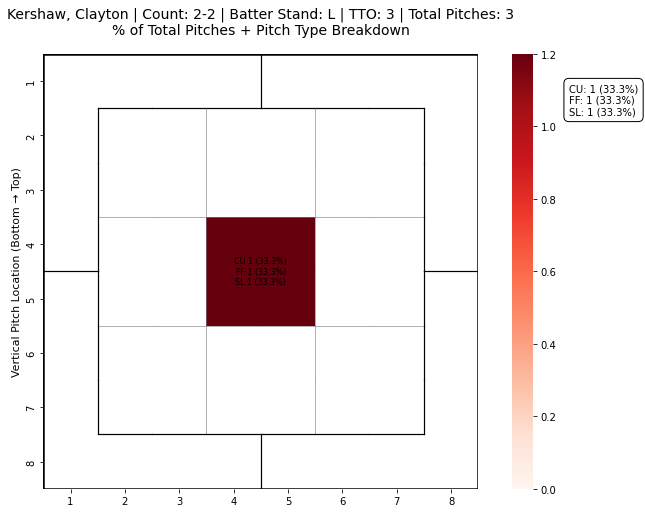 Kershaw, Clayton | Count: 2-2 | Batter Stand: L | TTO: 3 | Total Pitches: 3
% of Total Pitches + Pitch Type Breakdown
Vertical Pitch Location (Bottom → Top)
1
2
3
4
5
6
7
8
CU 1 (33.3%)
FF 1 (33.3%)
SL 1 (33.3%)
1
2
3
4
5
6
7
8
1.2
1.0
0.8
0.6
0.4
0.2
0.0
CU: 1 (33.3%)
FF: 1 (33.3%)
SL: 1 (33.3%)